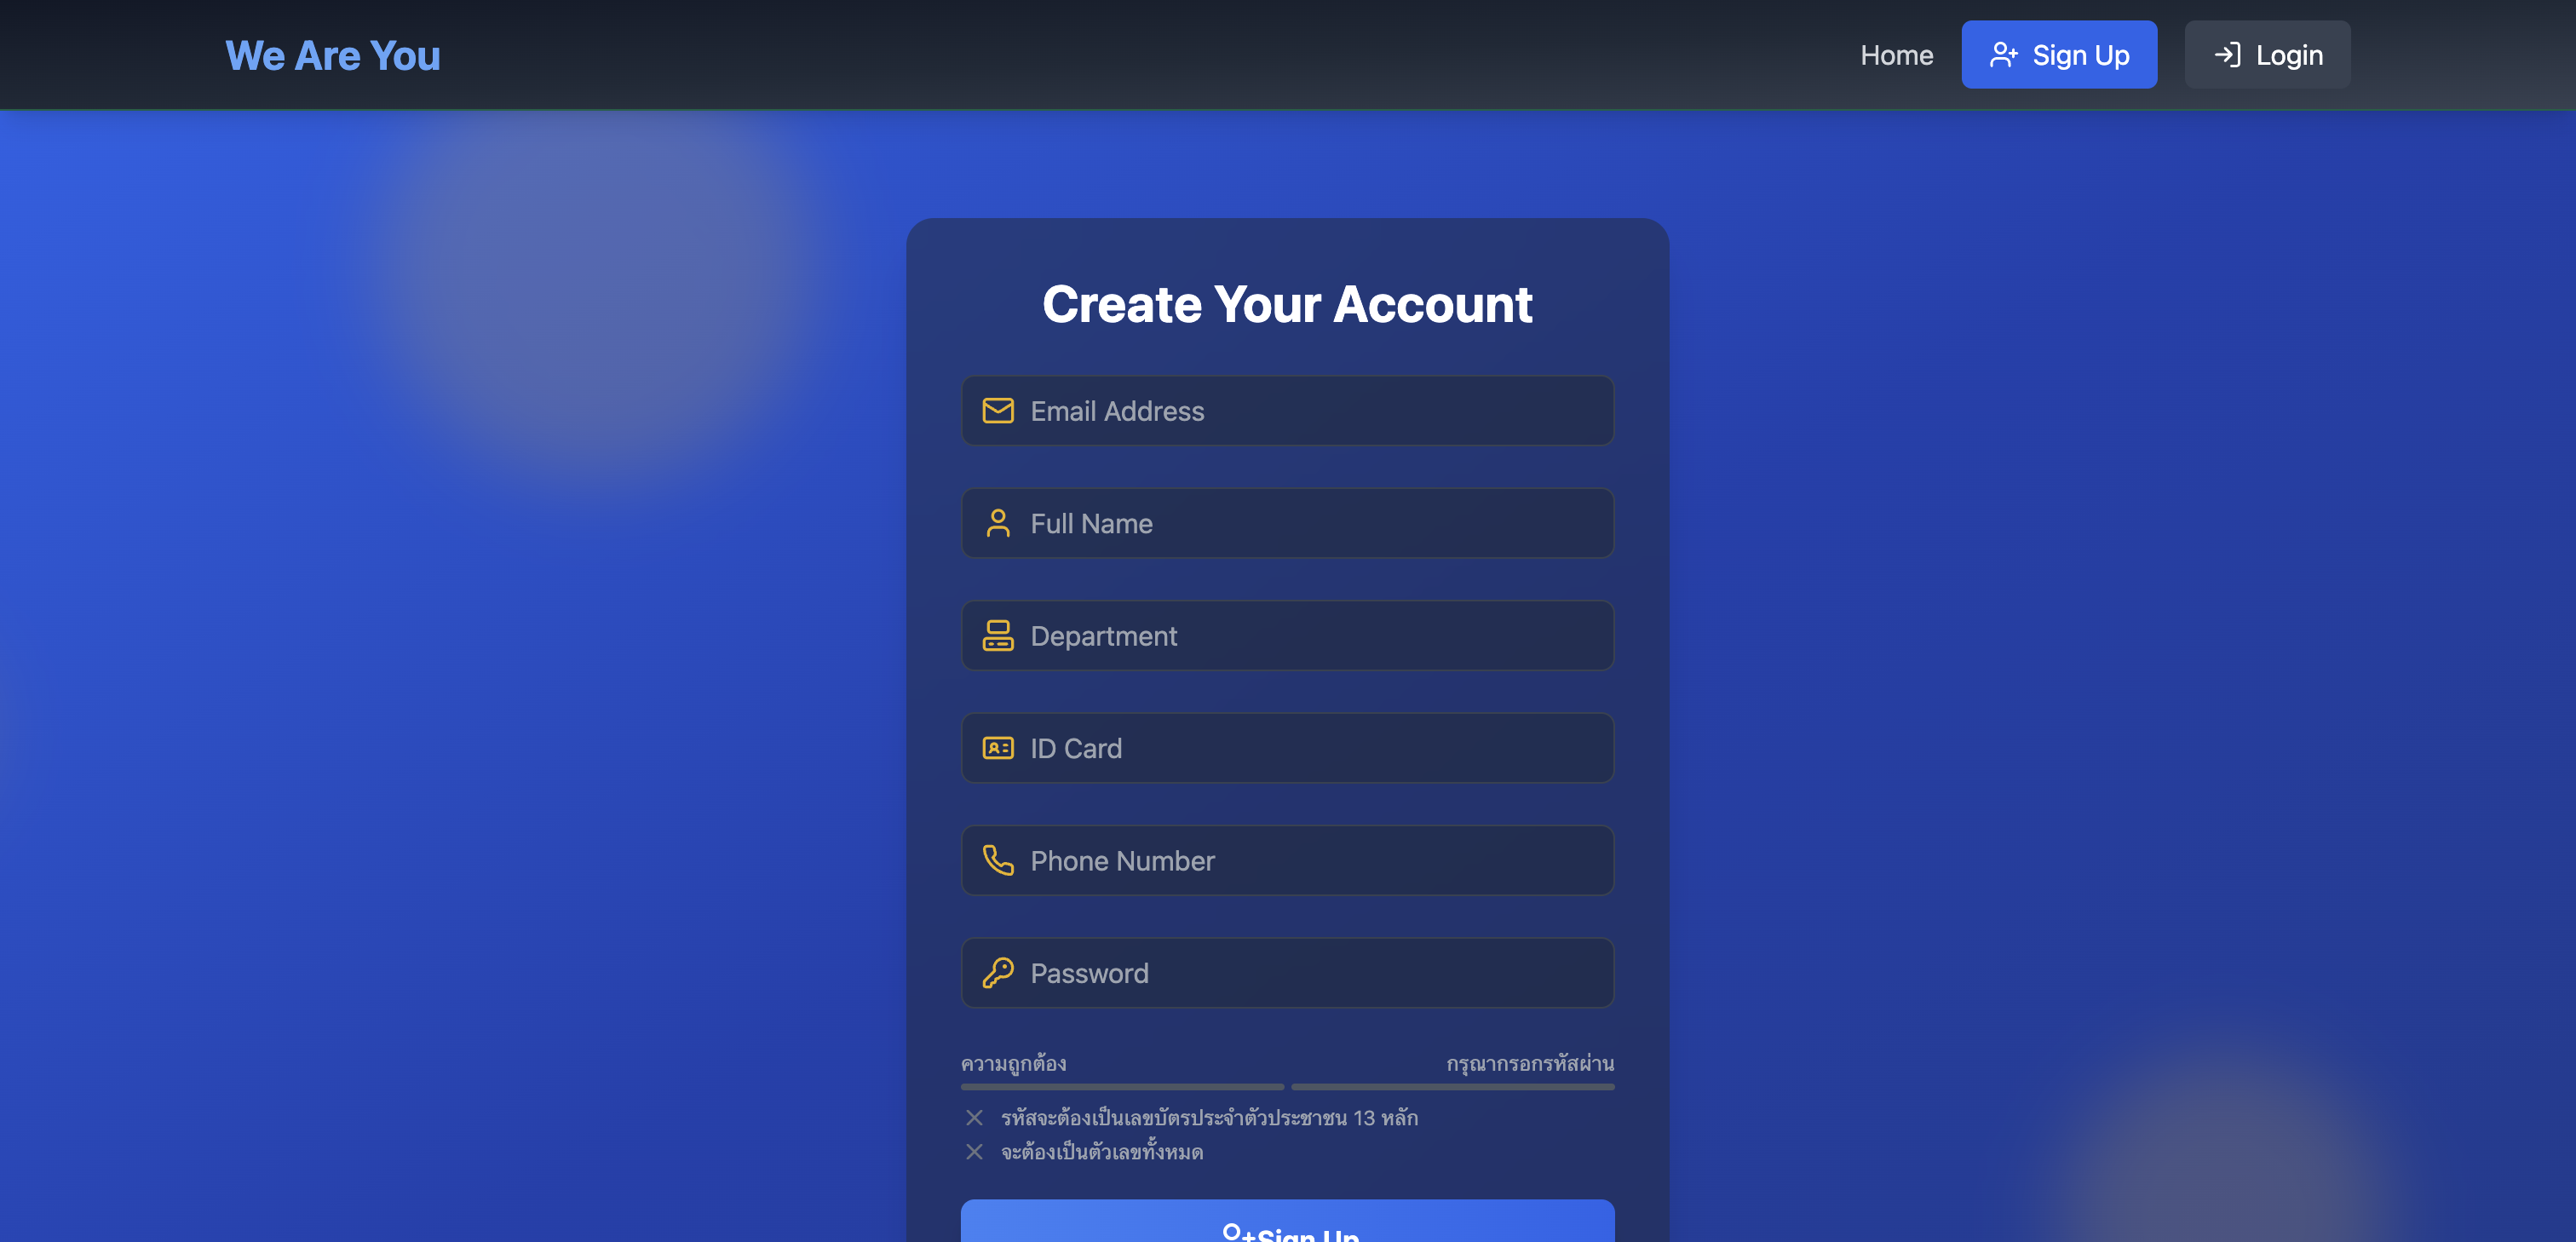 We Are You
Home
Sign Up
Login
Create Your Account
Email Address
Full Name
Department
ID Card
Phone Number
Password
ความถูกต้อง
กรุณากรอกรหัสผ่าน
รหัสจะต้องเป็นเลขบัตรประจำตัวประชาชน 13 หลัก
จะต้องเป็นตัวเลขทั้งหมด
Sign Up